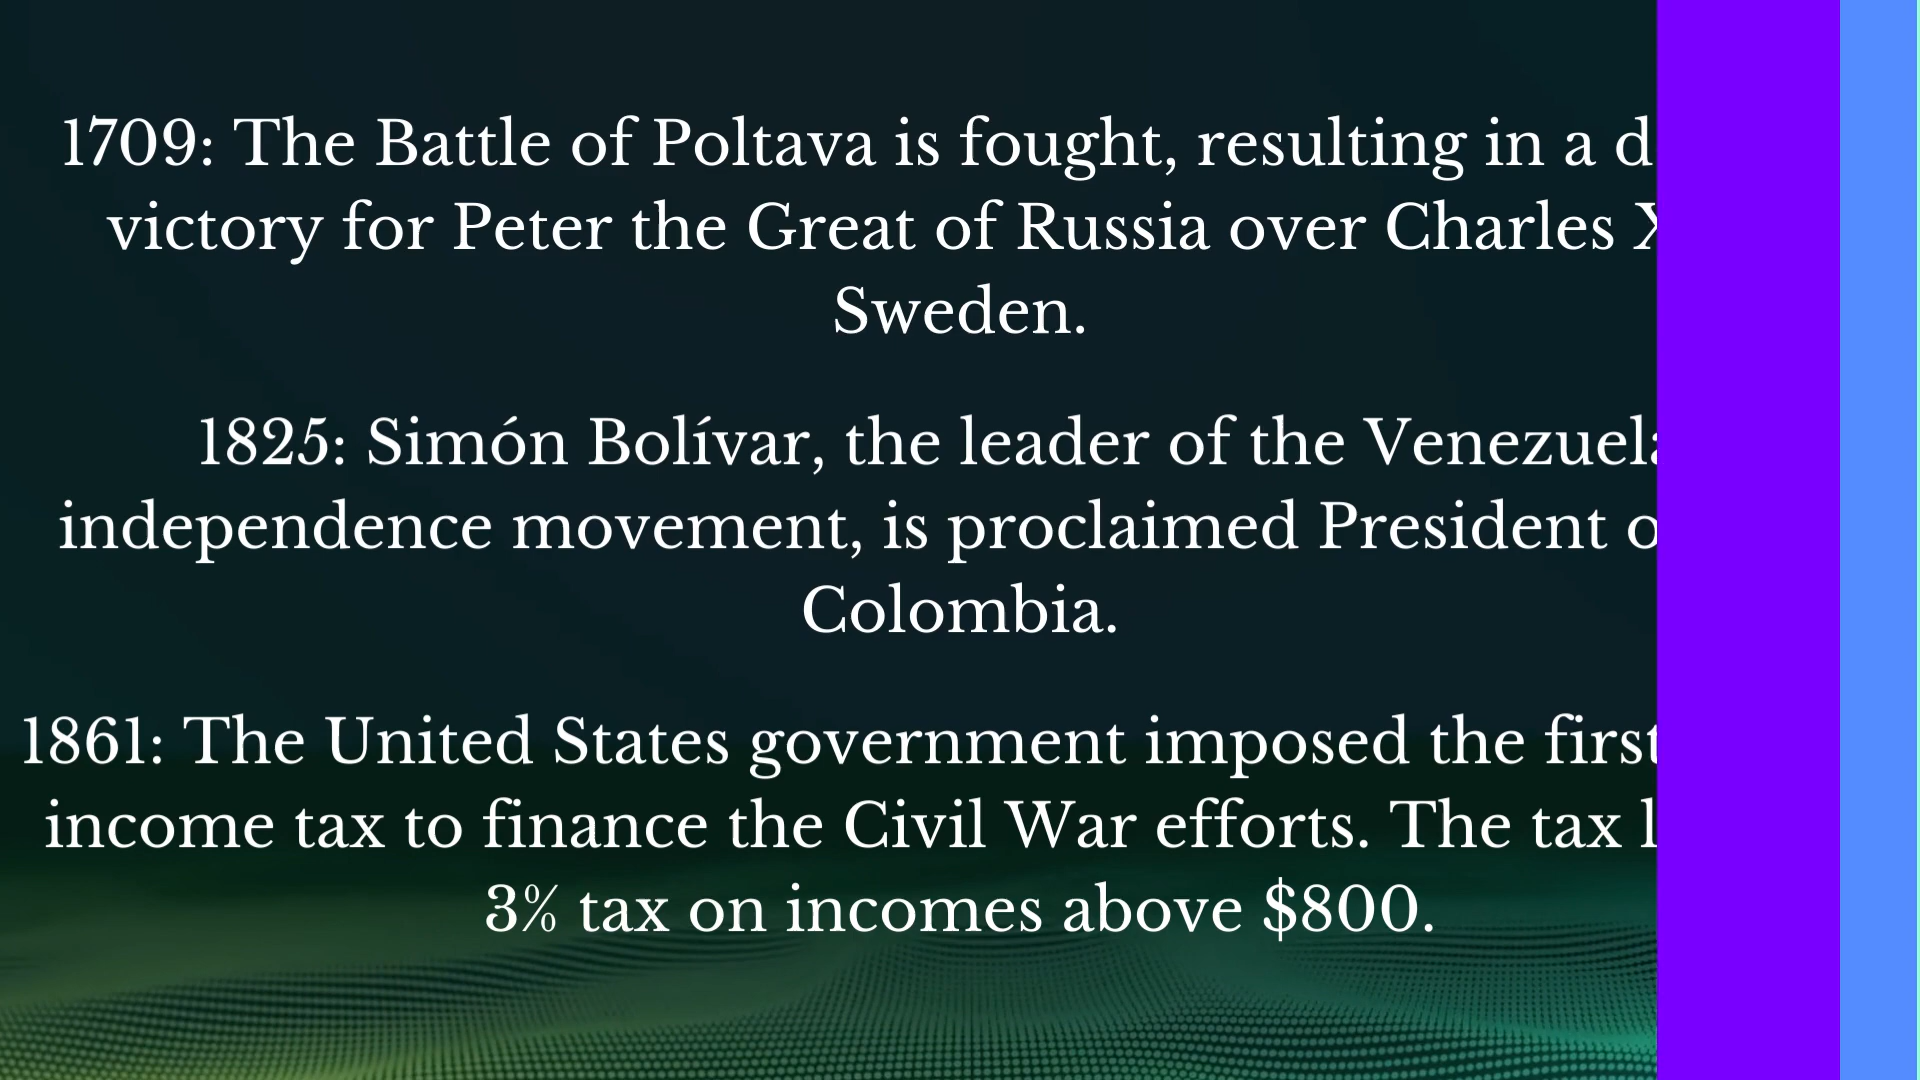 1709: The Battle of Poltava is fought, resulting in a
victory for Peter the Great of Russia over Charles
Sweden.
1825: Simón Bolívar, the leader of the
independence movement, is proclaimed President
Colombia.
1861: The United States government imposed the first
income tax to finance the Civil War efforts. The tax
3% tax on incomes above $800.